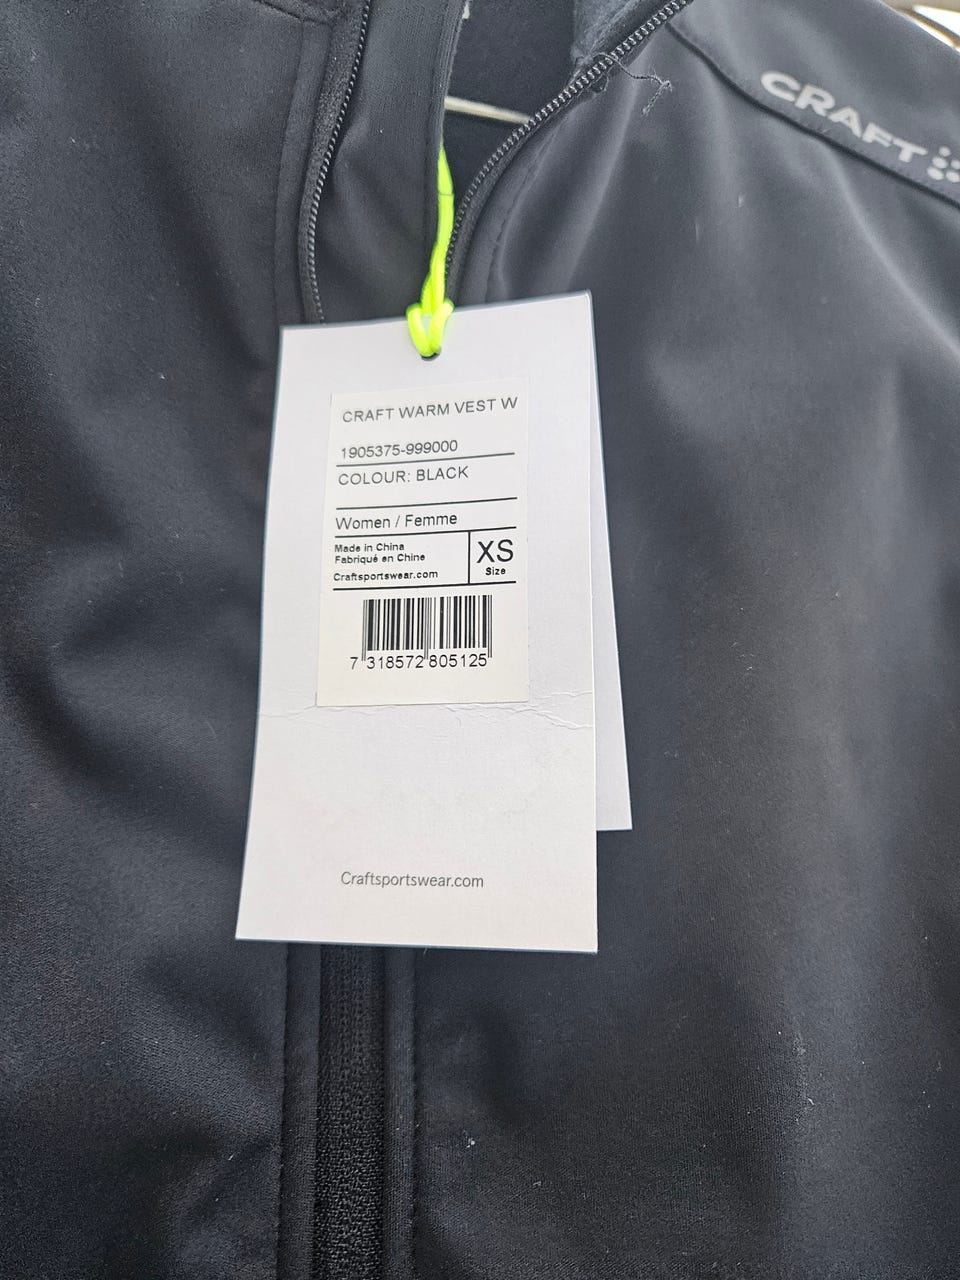 CRAFT
CRAFT WARM VEST W
1905375-999000
COLOUR: BLACK
Women / Femme
Made in China
Fabriqué en Chine
Craftsportswear.com
XS
Size
7 318572 805125
Craftsportswear.com